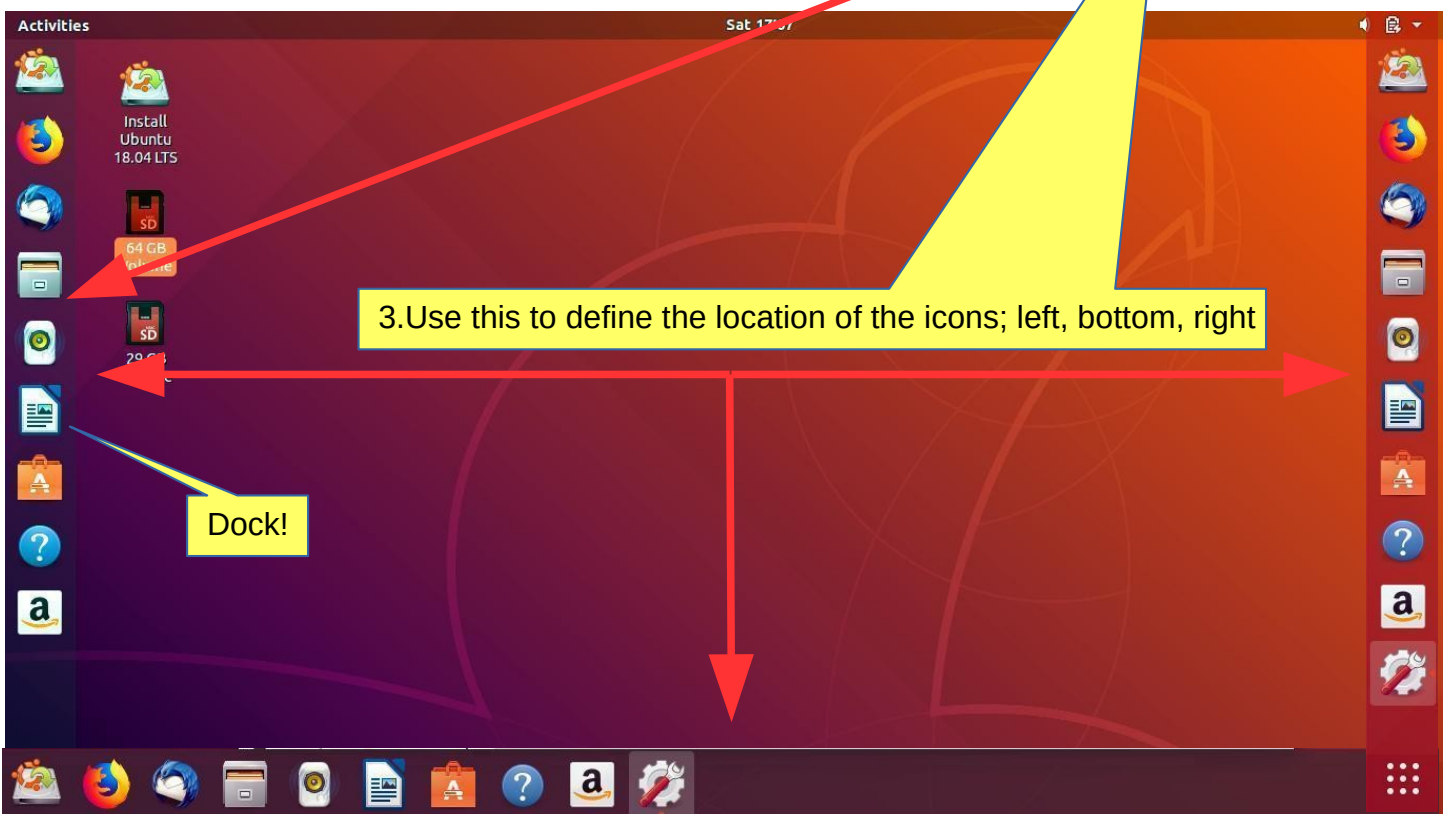 Activities
Sat
Install
Ubuntu
18.04 LTS
SD
64 GB
3.Use this to define the location of the icons; left, bottom, right
SD
Dock!